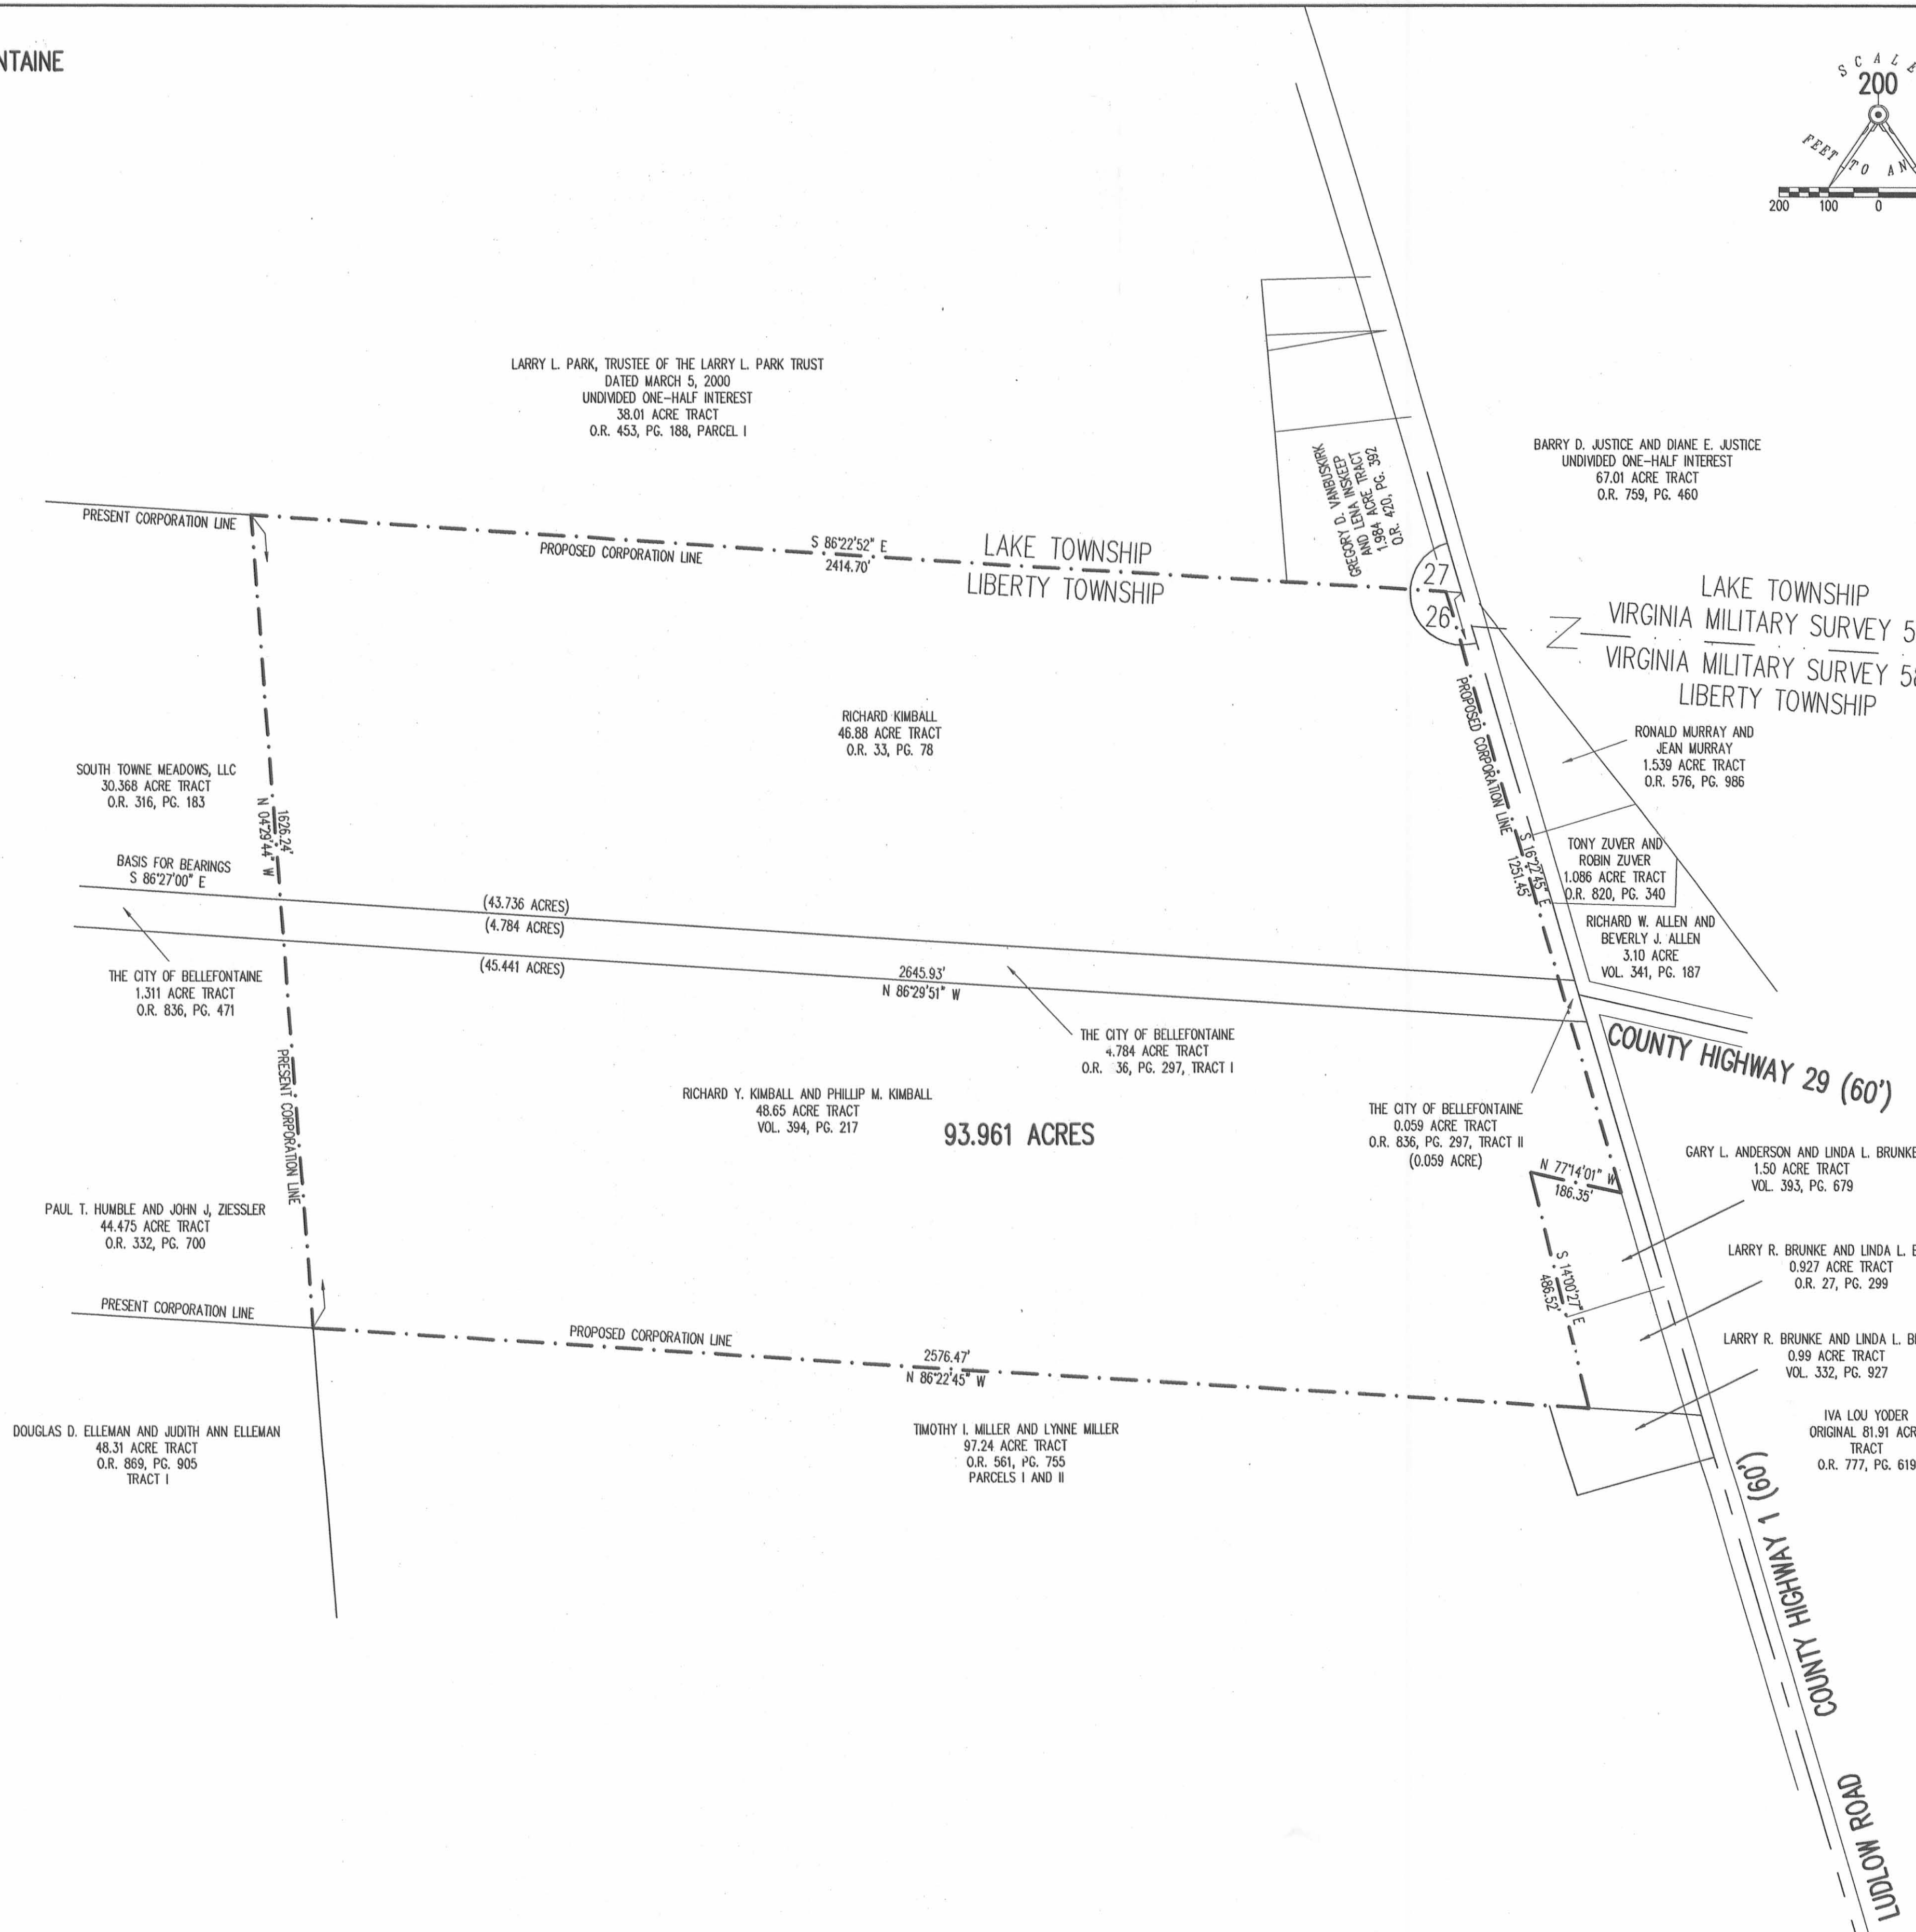 NTAINE
SCALE
200
FEET TO AN
200 100 0
LARRY L. PARK, TRUSTEE OF THE LARRY L. PARK TRUST
DATED MARCH 5, 2000
UNDIVIDED ONE-HALF INTEREST
38.01 ACRE TRACT
O.R. 453, PG. 188, PARCEL I
GREGORY D. VANBUSKIRK
AND LENA INSKEEP
1.984 ACRE TRACT
O.R. 420, PG. 392
BARRY D. JUSTICE AND DIANE E. JUSTICE
UNDIVIDED ONE-HALF INTEREST
67.01 ACRE TRACT
O.R. 759, PG. 460
PRESENT CORPORATION LINE
PROPOSED CORPORATION LINE
S 86°22'52" E
2414.70'
LAKE TOWNSHIP
LIBERTY TOWNSHIP
27
26
LAKE TOWNSHIP
VIRGINIA MILITARY SURVEY 5
VIRGINIA MILITARY SURVEY 58
LIBERTY TOWNSHIP
PROPOSED CORPORATION LINE
RICHARD KIMBALL
46.88 ACRE TRACT
O.R. 33, PG. 78
RONALD MURRAY AND
JEAN MURRAY
1.539 ACRE TRACT
O.R. 576, PG. 986
SOUTH TOWNE MEADOWS, LLC
30.368 ACRE TRACT
O.R. 316, PG. 183
1626.24'
N 04°29'44" W
S 16°22'45" E
1251.45'
TONY ZUVER AND
ROBIN ZUVER
1.086 ACRE TRACT
O.R. 820, PG. 340
BASIS FOR BEARINGS
S 86°27'00" E
(43.736 ACRES)
(4.784 ACRES)
(45.441 ACRES)
RICHARD W. ALLEN AND
BEVERLY J. ALLEN
3.10 ACRE
VOL. 341, PG. 187
2645.93'
N 86°29'51" W
THE CITY OF BELLEFONTAINE
1.311 ACRE TRACT
O.R. 836, PG. 471
THE CITY OF BELLEFONTAINE
4.784 ACRE TRACT
O.R. 36, PG. 297, TRACT I
COUNTY HIGHWAY 29 (60')
PRESENT CORPORATION LINE
RICHARD Y. KIMBALL AND PHILLIP M. KIMBALL
48.65 ACRE TRACT
VOL. 394, PG. 217
93.961 ACRES
THE CITY OF BELLEFONTAINE
0.059 ACRE TRACT
O.R. 836, PG. 297, TRACT II
(0.059 ACRE)
N 77°14'01" W
186.35'
GARY L. ANDERSON AND LINDA L. BRUNKE
1.50 ACRE TRACT
VOL. 393, PG. 679
PAUL T. HUMBLE AND JOHN J, ZIESSLER
44.475 ACRE TRACT
O.R. 332, PG. 700
S 14°00'27" E
486.52'
LARRY R. BRUNKE AND LINDA L. B
0.927 ACRE TRACT
O.R. 27, PG. 299
PRESENT CORPORATION LINE
PROPOSED CORPORATION LINE
2576.47'
N 86°22'45" W
LARRY R. BRUNKE AND LINDA L. BR
0.99 ACRE TRACT
VOL. 332, PG. 927
DOUGLAS D. ELLEMAN AND JUDITH ANN ELLEMAN
48.31 ACRE TRACT
O.R. 869, PG. 905
TRACT I
TIMOTHY I. MILLER AND LYNNE MILLER
97.24 ACRE TRACT
O.R. 561, PG. 755
PARCELS I AND II
IVA LOU YODER
ORIGINAL 81.91 ACR
TRACT
O.R. 777, PG. 619
COUNTY HIGHWAY 1 (60')
LUDLOW ROAD